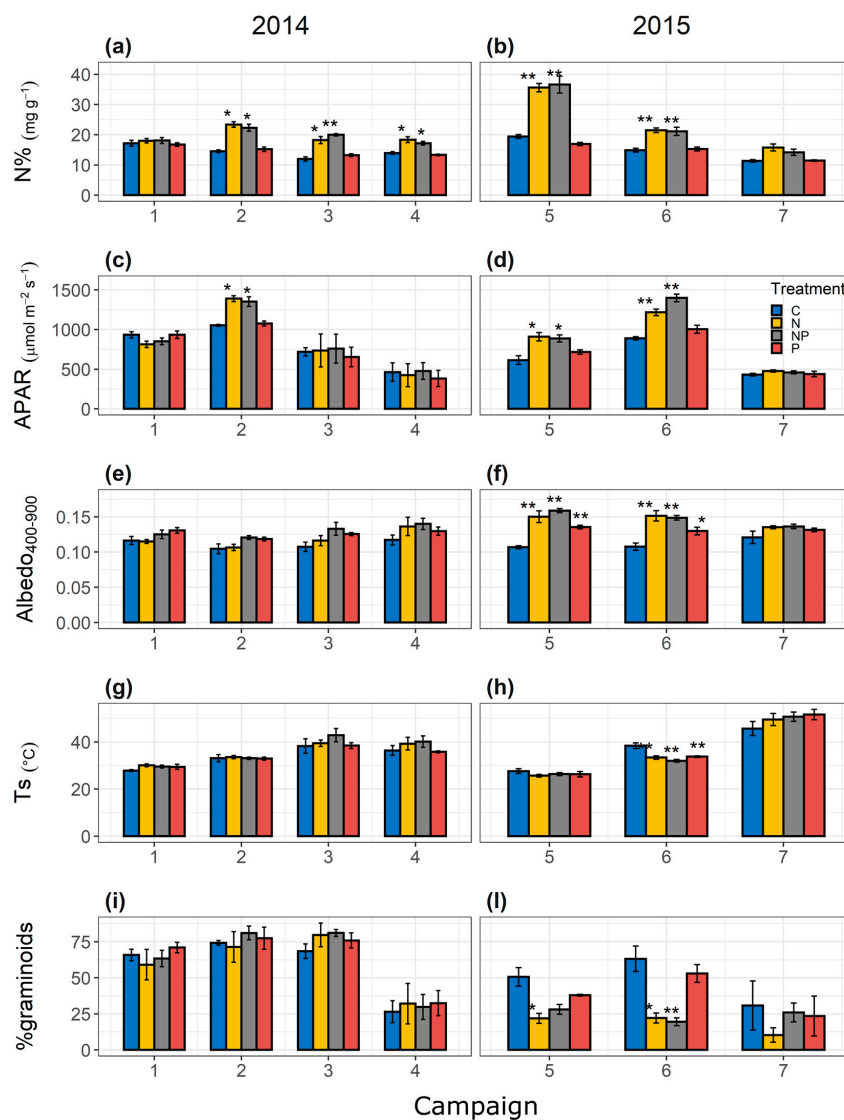 2014 2015
(a) (b)
N% (mg g⁻¹)
40
30
20
10
0
* * * ** * *
** ** ** **
1 2 3 4 5 6 7
(c) (d)
APAR (μmol m⁻² s⁻¹)
1500
1000
500
0
* *
* * ** **
Treatment
C
N
NP
P
1 2 3 4 5 6 7
(e) (f)
Albedo400-900
0.15
0.10
0.05
0.00
** ** ** ** ** *
1 2 3 4 5 6 7
(g) (h)
Ts (°C)
40
20
0
** ** **
1 2 3 4 5 6 7
(i) (l)
%graminoids
75
50
25
0
* * **
1 2 3 4 5 6 7
Campaign